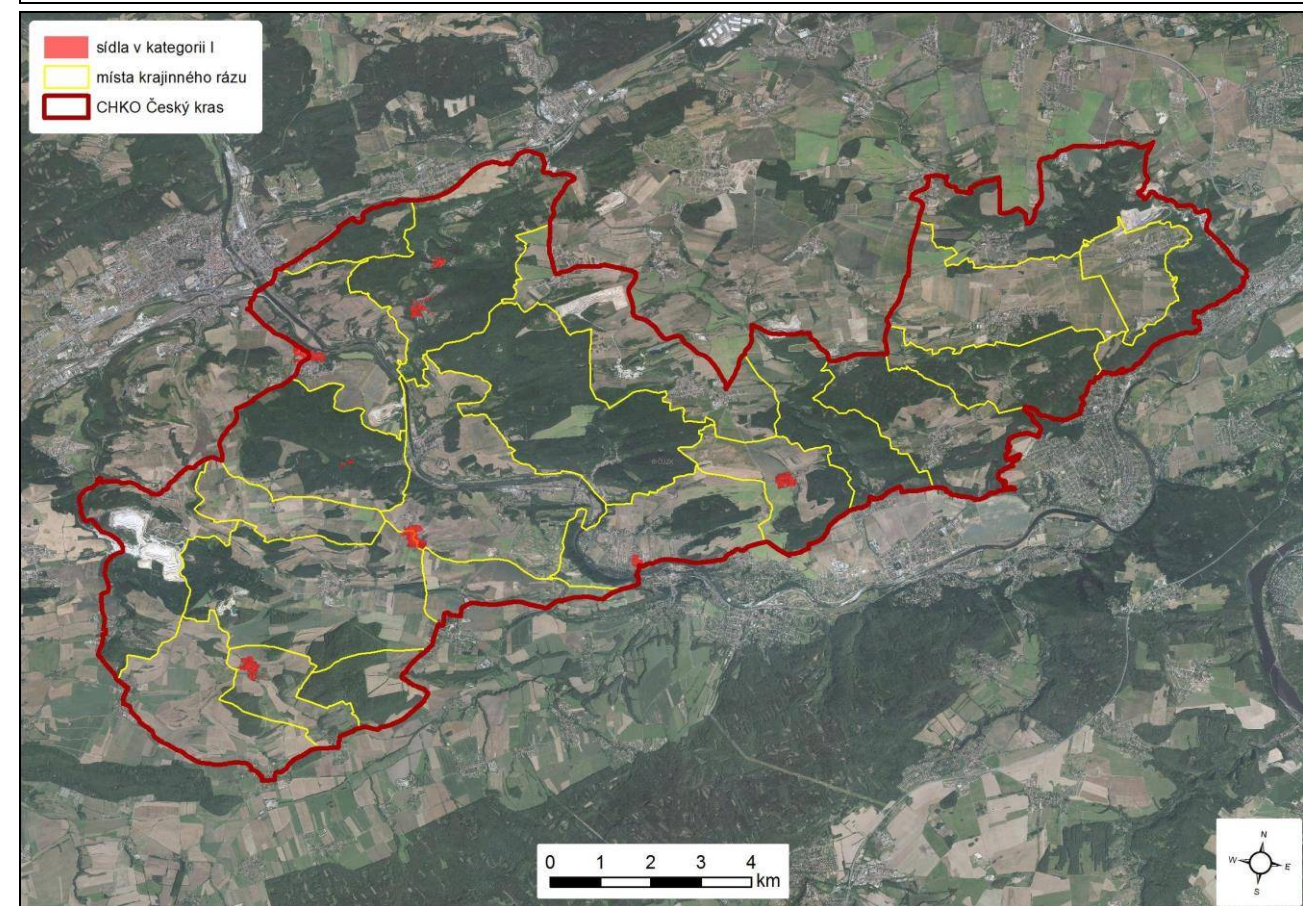 sídla v kategorii I
místa krajinného rázu
CHKO Český kras
0 1 2 3 4
km
N
W E
S